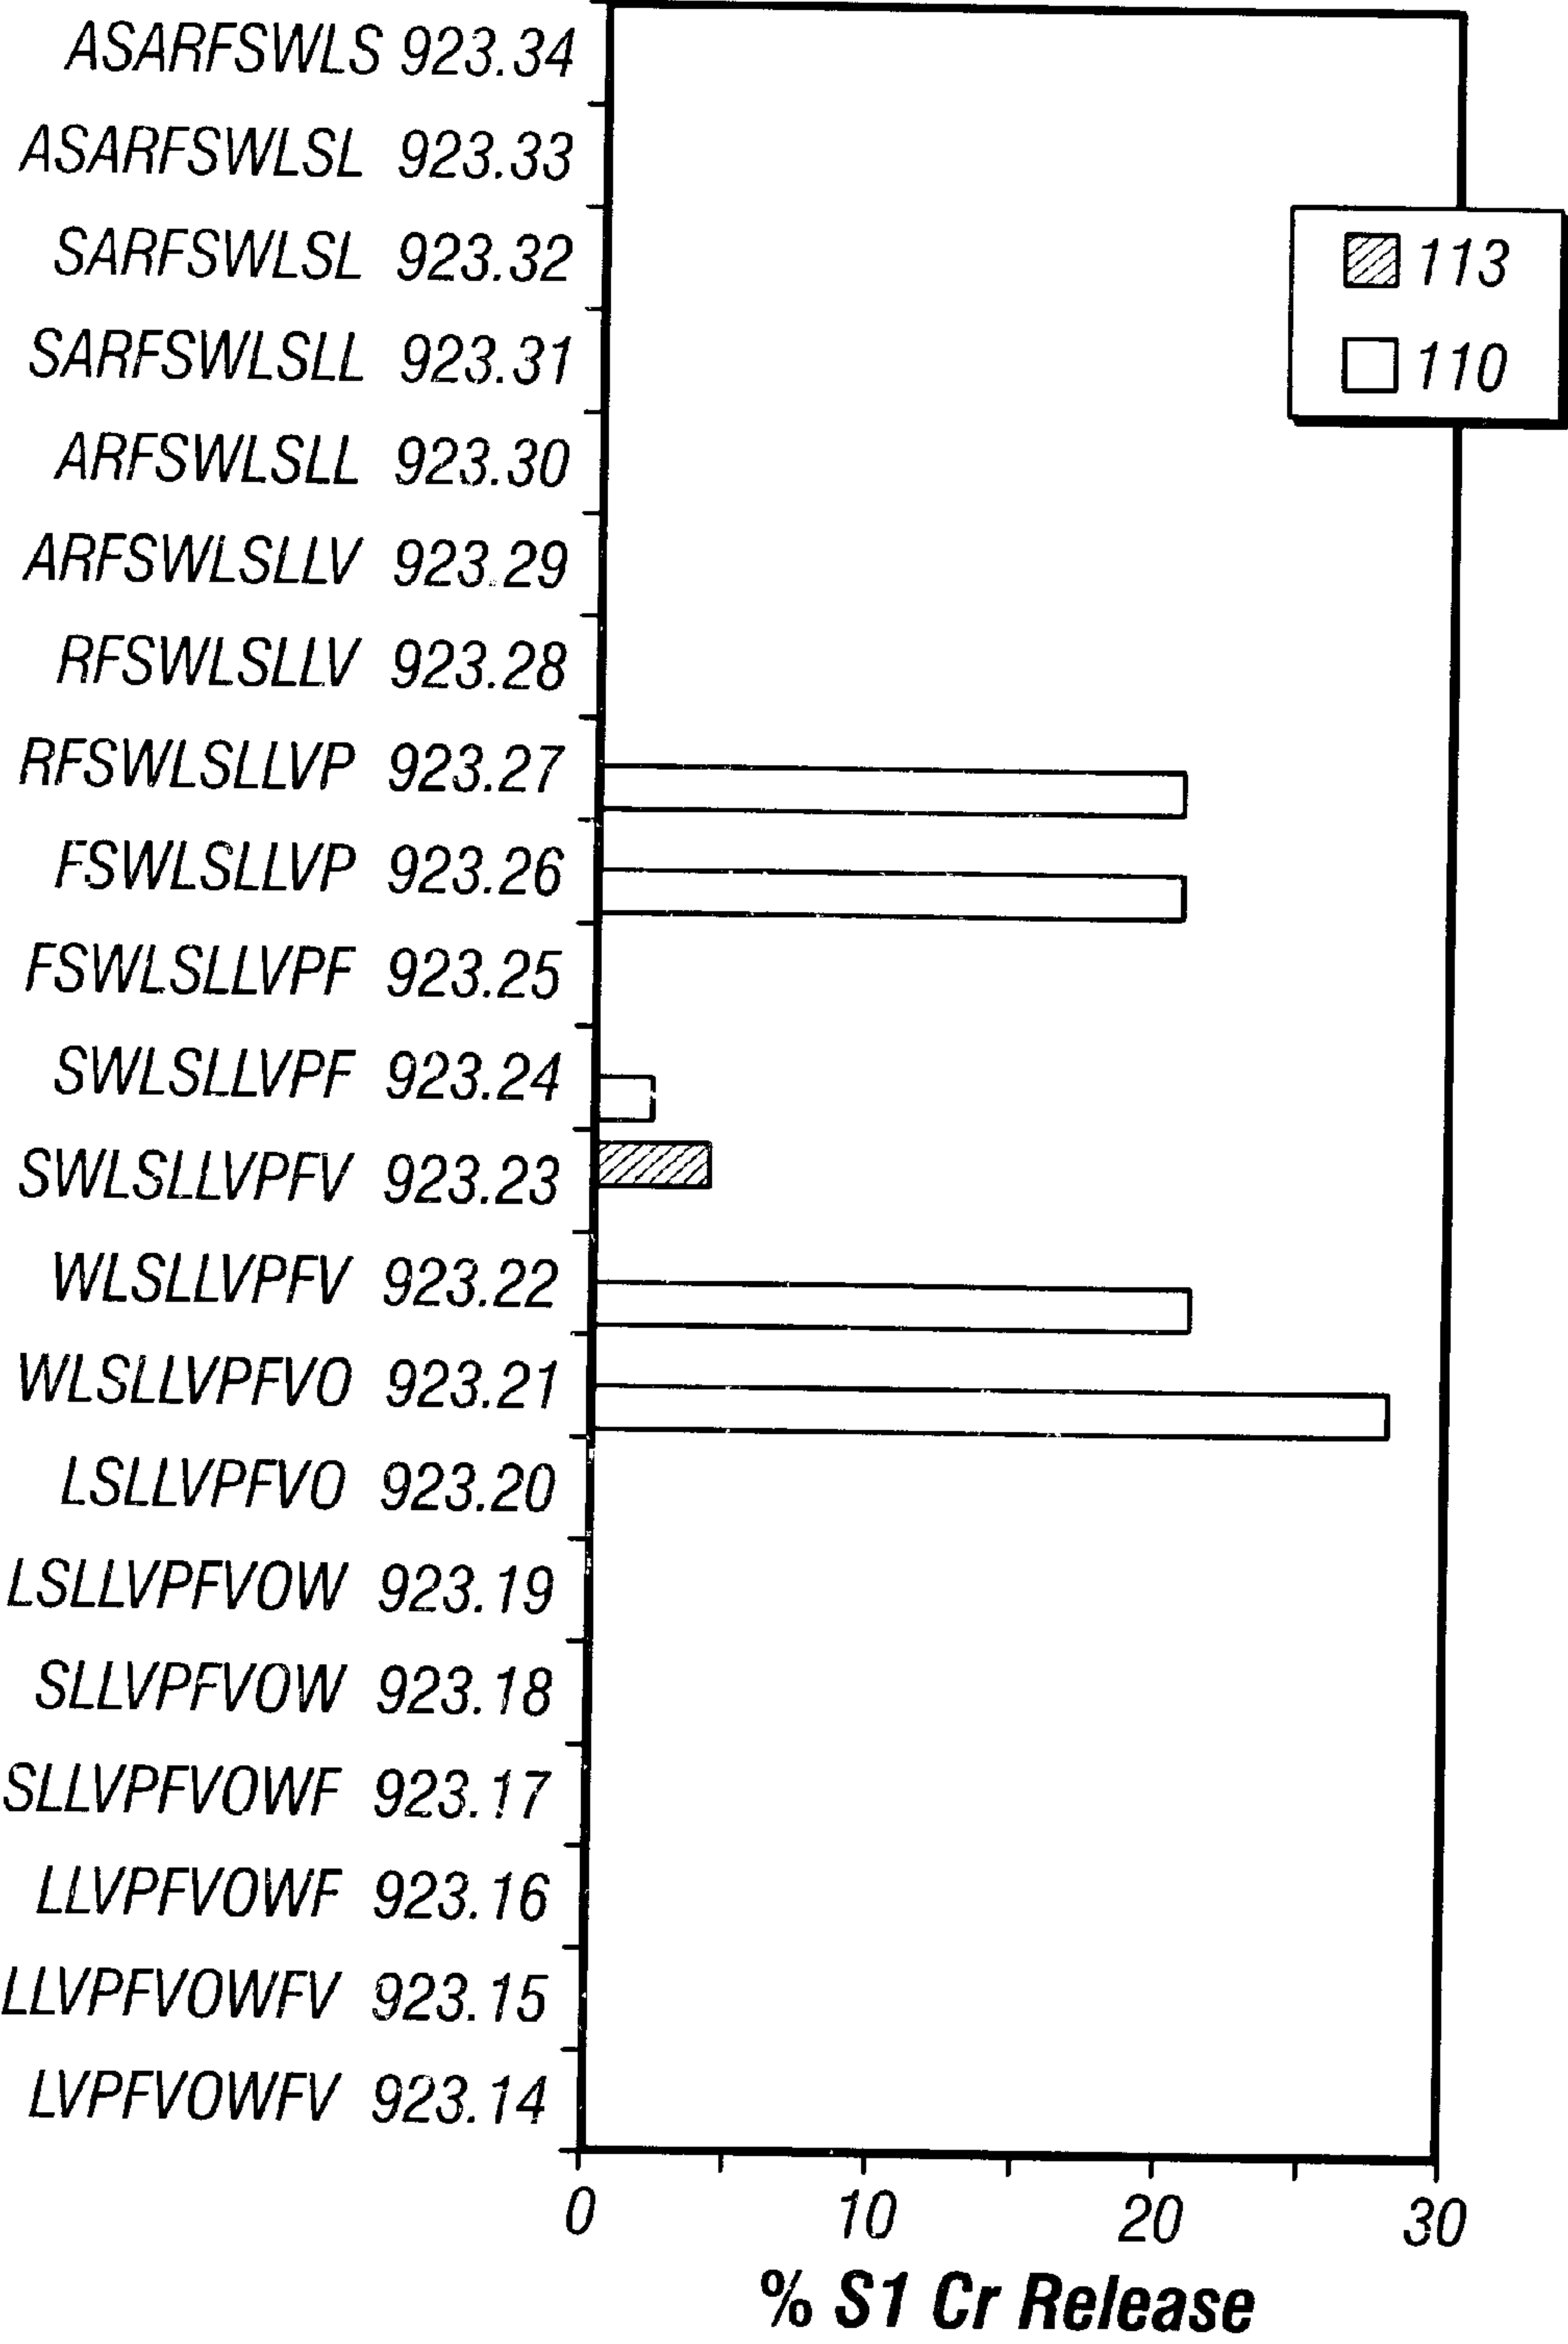 ASARFSWLS 923.34
ASARFSWLSL 923.33
SARFSWLSL 923.32
SARFSWLSLL 923.31
ARFSWLSLL 923.30
ARFSWLSLLV 923.29
RFSWLSLLV 923.28
RFSWLSLLVP 923.27
FSWLSLLVP 923.26
FSWLSLLVPF 923.25
SWLSLLVPF 923.24
SWLSLLVPFV 923.23
WLSLLVPFV 923.22
WLSLLVPFVO 923.21
LSLLVPFVO 923.20
LSLLVPFVOW 923.19
SLLVPFVOW 923.18
SLLVPFVOWF 923.17
LLVPFVOWF 923.16
LLVPFVOWFV 923.15
LVPFVOWFV 923.14
113
110
0 10 20 30
% S1 Cr Release